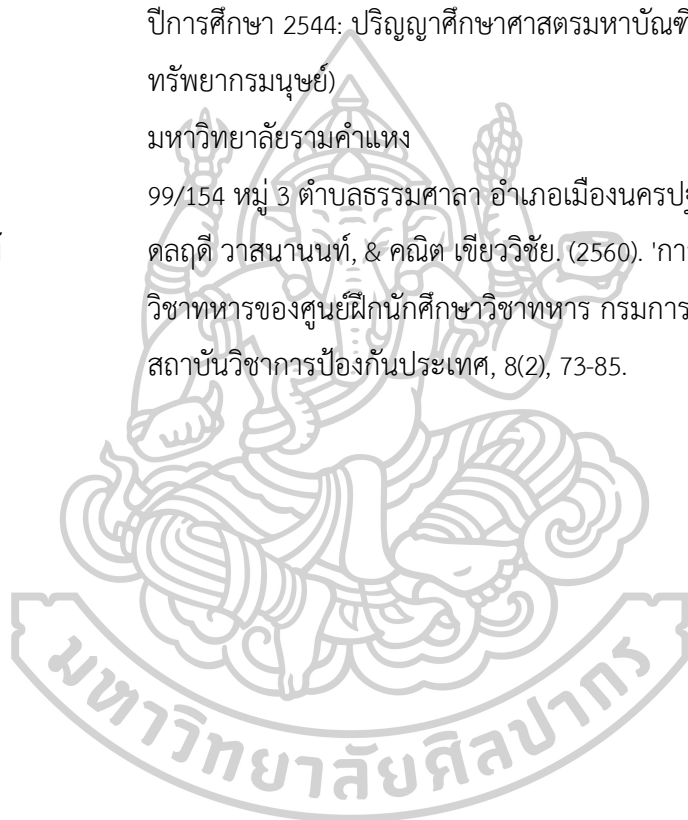 ปีการศึกษา 2544: ปริญญาศึกษาศาสตรมหาบัณฑิ
ทรัพยากรมนุษย์)
มหาวิทยาลัยรามคำแหง
99/154 หมู่ 3 ตำบลธรรมศาลา อำเภอเมืองนครปฐ
ดลฤดี วาสนานนท์, & คณิต เขียววิชัย. (2560). 'กา
วิชาทหารของศูนย์ฝึกนักศึกษาวิชาทหาร กรมการ
สถาบันวิชาการป้องกันประเทศ, 8(2), 73-85.
มหาวิทยาลัยศิลปากร